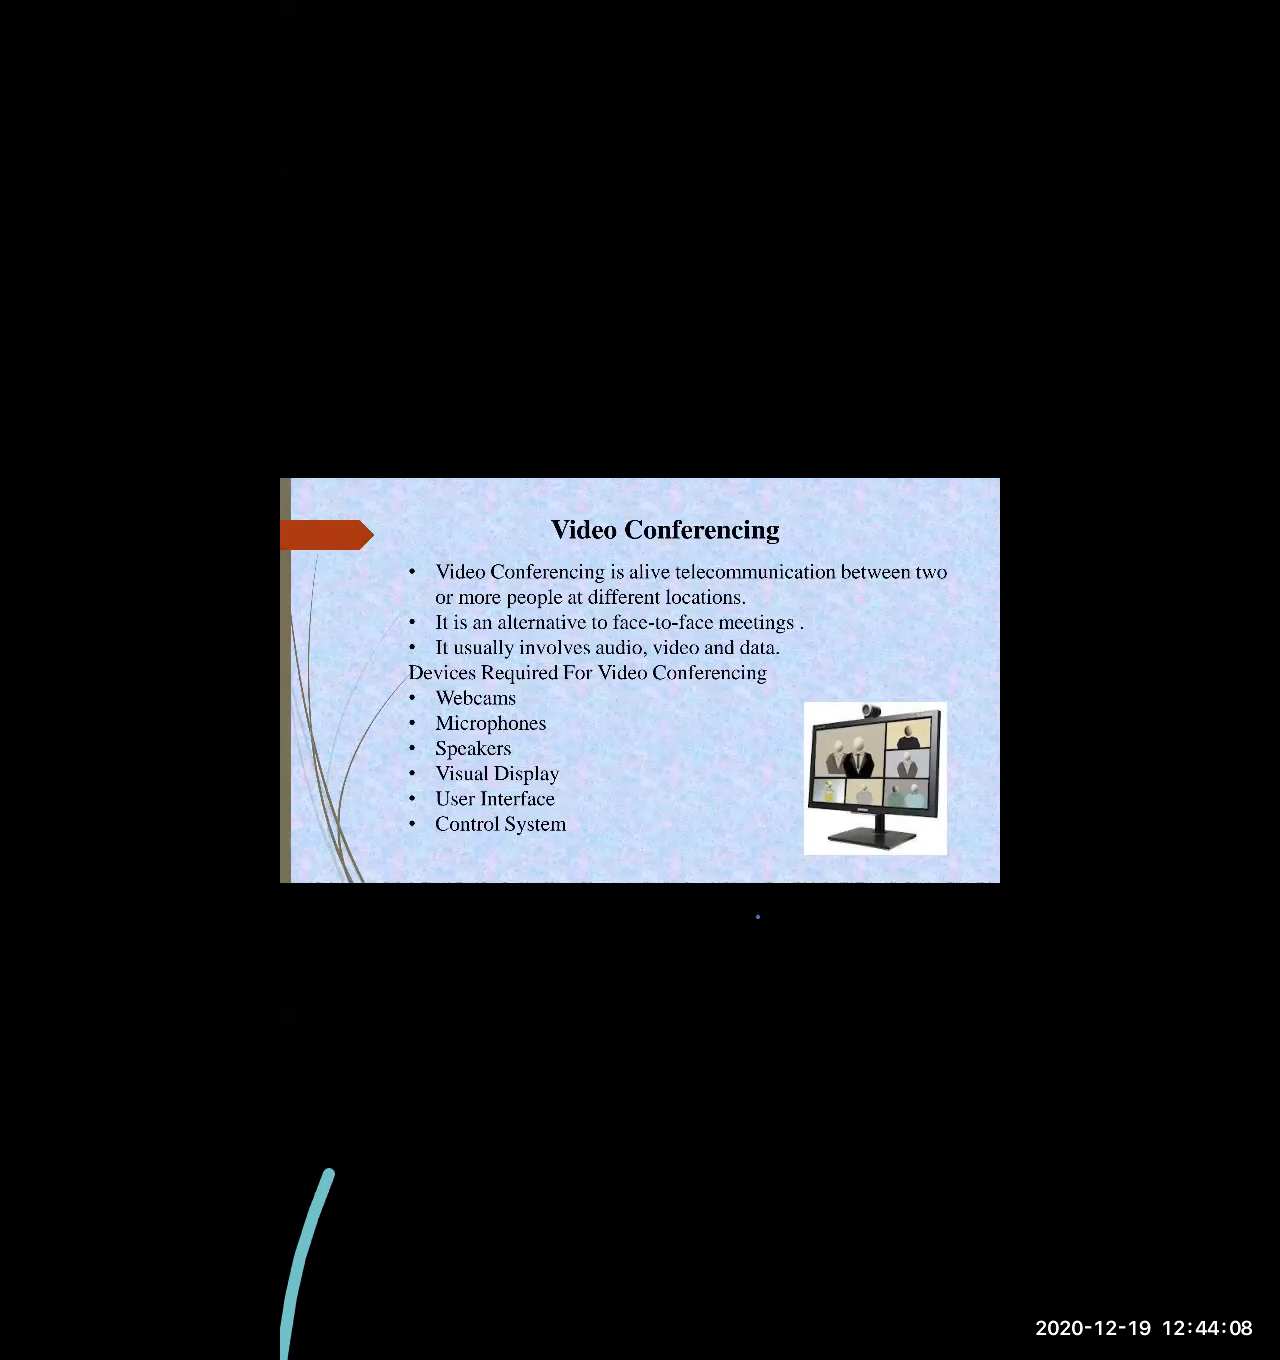 Video Conferencing
• Video Conferencing is alive telecommunication between two
or more people at different locations.
• It is an alternative to face-to-face meetings .
• It usually involves audio, video and data.
Devices Required For Video Conferencing
• Webcams
• Microphones
• Speakers
• Visual Display
• User Interface
• Control System
2020-12-19 12:44:08